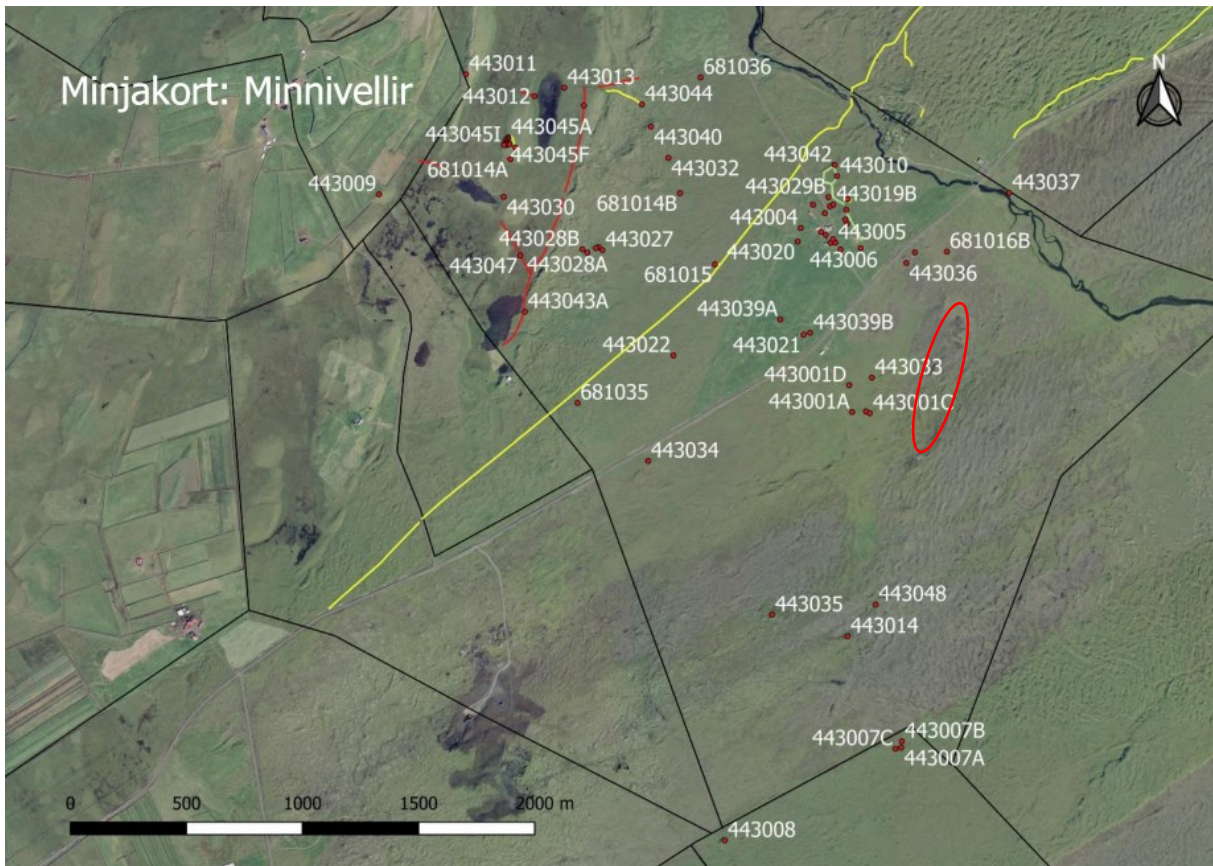 Minjakort: Minnivellir
N
443011
443013
681036
443012
443044
443045I
443045A
443040
681014A
443045F
443032
443042
443010
443009
443030
681014B
443029B
443019B
443037
443028B
443027
443004
443005
443047
443028A
681015
443020
443006
681016B
443036
443043A
443039A
443039B
443022
443021
443001D
443033
681035
443001A
443001C
443034
443035
443048
443014
443007C
443007B
443007A
443008
0 500 1000 1500 2000 m